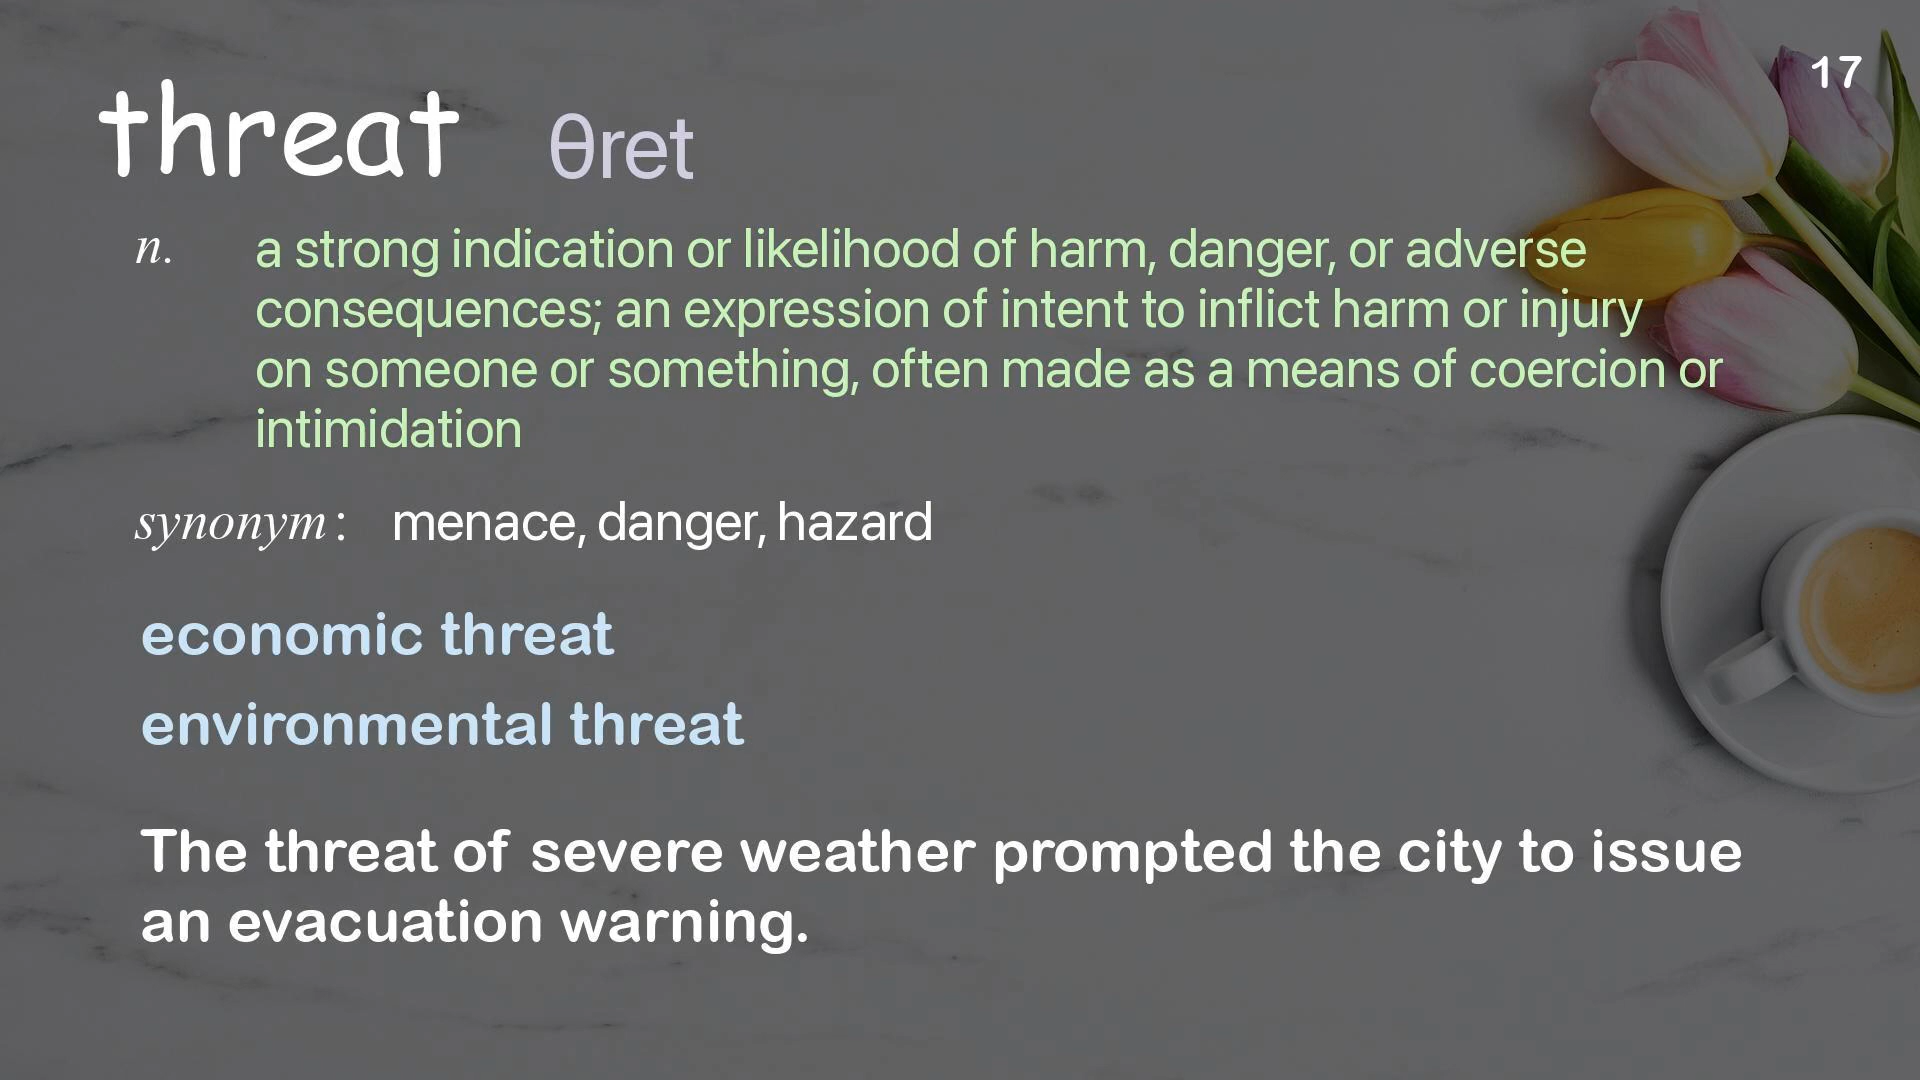 17
threat θret
n. a strong indication or likelihood of harm, danger, or adverse
consequences; an expression of intent to inflict harm or injury
on someone or something, often made as a means of coercion or
intimidation
synonym: menace, danger, hazard
economic threat
environmental threat
The threat of severe weather prompted the city to issue
an evacuation warning.